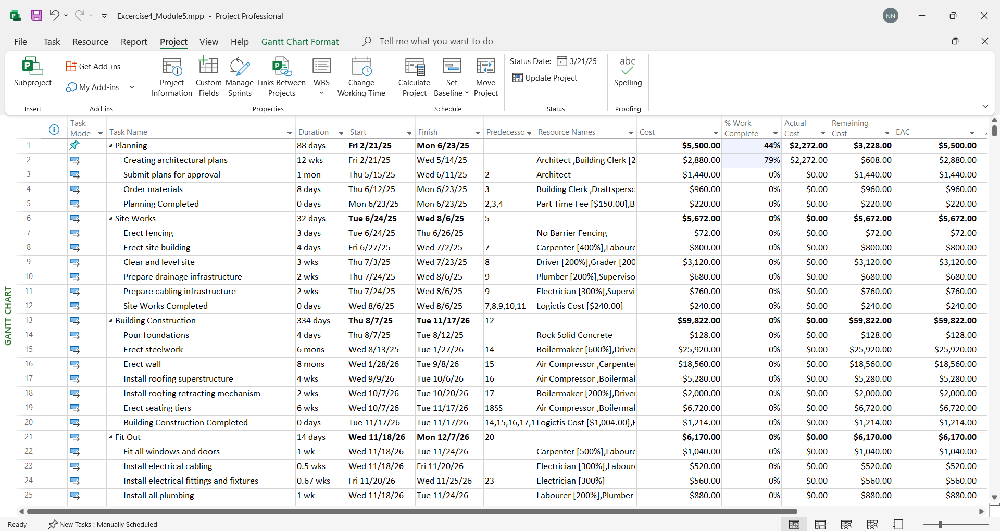 Excercise4_Module5.mpp - Project Professional
NN
File Task Resource Report Project View Help Gantt Chart Format Tell me what you want to do
Subproject
Insert
Get Add-ins
My Add-ins
Add-ins
Project Information
Custom Fields
Manage Sprints
Links Between Projects
WBS
Change Working Time
Properties
Calculate Project
Set Baseline
Move Project
Schedule
Status Date: 3/21/25
Update Project
Status
abc
Spelling
Proofing
Task Mode Task Name Duration Start Finish Predecesso Resource Names Cost % Work Complete Actual Cost Remaining Cost EAC
1 Planning 88 days Fri 2/21/25 Mon 6/23/25 $5,500.00 44% $2,272.00 $3,228.00 $5,500.00
2 Creating architectural plans 12 wks Fri 2/21/25 Wed 5/14/25 Architect ,Building Clerk [2 $2,880.00 79% $2,272.00 $608.00 $2,880.00
3 Submit plans for approval 1 mon Thu 5/15/25 Wed 6/11/25 2 Architect $1,440.00 0% $0.00 $1,440.00 $1,440.00
4 Order materials 8 days Thu 6/12/25 Mon 6/23/25 3 Building Clerk ,Draftsperso $960.00 0% $0.00 $960.00 $960.00
5 Planning Completed 0 days Mon 6/23/25 Mon 6/23/25 2,3,4 Part Time Fee [$150.00],B $220.00 0% $0.00 $220.00 $220.00
6 Site Works 32 days Tue 6/24/25 Wed 8/6/25 5 $5,672.00 0% $0.00 $5,672.00 $5,672.00
7 Erect fencing 3 days Tue 6/24/25 Thu 6/26/25 No Barrier Fencing $72.00 0% $0.00 $72.00 $72.00
8 Erect site building 4 days Fri 6/27/25 Wed 7/2/25 7 Carpenter [400%],Laboure $800.00 0% $0.00 $800.00 $800.00
9 Clear and level site 3 wks Thu 7/3/25 Wed 7/23/25 8 Driver [200%],Grader [200 $3,120.00 0% $0.00 $3,120.00 $3,120.00
10 Prepare drainage infrastructure 2 wks Thu 7/24/25 Wed 8/6/25 9 Plumber [200%],Superviso $680.00 0% $0.00 $680.00 $680.00
11 Prepare cabling infrastructure 2 wks Thu 7/24/25 Wed 8/6/25 9 Electrician [300%],Supervi $760.00 0% $0.00 $760.00 $760.00
12 Site Works Completed 0 days Wed 8/6/25 Wed 8/6/25 7,8,9,10,11 Logictis Cost [$240.00] $240.00 0% $0.00 $240.00 $240.00
13 Building Construction 334 days Thu 8/7/25 Tue 11/17/26 12 $59,822.00 0% $0.00 $59,822.00 $59,822.00
14 Pour foundations 4 days Thu 8/7/25 Tue 8/12/25 Rock Solid Concrete $128.00 0% $0.00 $128.00 $128.00
15 Erect steelwork 6 mons Wed 8/13/25 Tue 1/27/26 14 Boilermaker [600%],Driver $25,920.00 0% $0.00 $25,920.00 $25,920.00
16 Erect wall 8 mons Wed 1/28/26 Tue 9/8/26 15 Air Compressor ,Carpenter $18,560.00 0% $0.00 $18,560.00 $18,560.00
17 Install roofing superstructure 4 wks Wed 9/9/26 Tue 10/6/26 16 Air Compressor ,Boilermak $5,280.00 0% $0.00 $5,280.00 $5,280.00
18 Install roofing retracting mechanism 2 wks Wed 10/7/26 Tue 10/20/26 17 Boilermaker [200%],Driver $2,000.00 0% $0.00 $2,000.00 $2,000.00
19 Erect seating tiers 6 wks Wed 10/7/26 Tue 11/17/26 18SS Air Compressor ,Boilermak $6,720.00 0% $0.00 $6,720.00 $6,720.00
20 Building Construction Completed 0 days Tue 11/17/26 Tue 11/17/26 14,15,16,17,1 Logictis Cost [$1,004.00],E $1,214.00 0% $0.00 $1,214.00 $1,214.00
21 Fit Out 14 days Wed 11/18/26 Mon 12/7/26 20 $6,170.00 0% $0.00 $6,170.00 $6,170.00
22 Fit all windows and doors 1 wk Wed 11/18/26 Tue 11/24/26 Carpenter [500%],Laboure $1,040.00 0% $0.00 $1,040.00 $1,040.00
23 Install electrical cabling 0.5 wks Wed 11/18/26 Fri 11/20/26 Electrician [300%],Laboure $520.00 0% $0.00 $520.00 $520.00
24 Install electrical fittings and fixtures 0.67 wks Fri 11/20/26 Wed 11/25/26 23 Electrician [300%] $560.00 0% $0.00 $560.00 $560.00
25 Install all plumbing 1 wk Wed 11/18/26 Tue 11/24/26 Labourer [200%],Plumber $880.00 0% $0.00 $880.00 $880.00
GANTT CHART
Ready New Tasks : Manually Scheduled